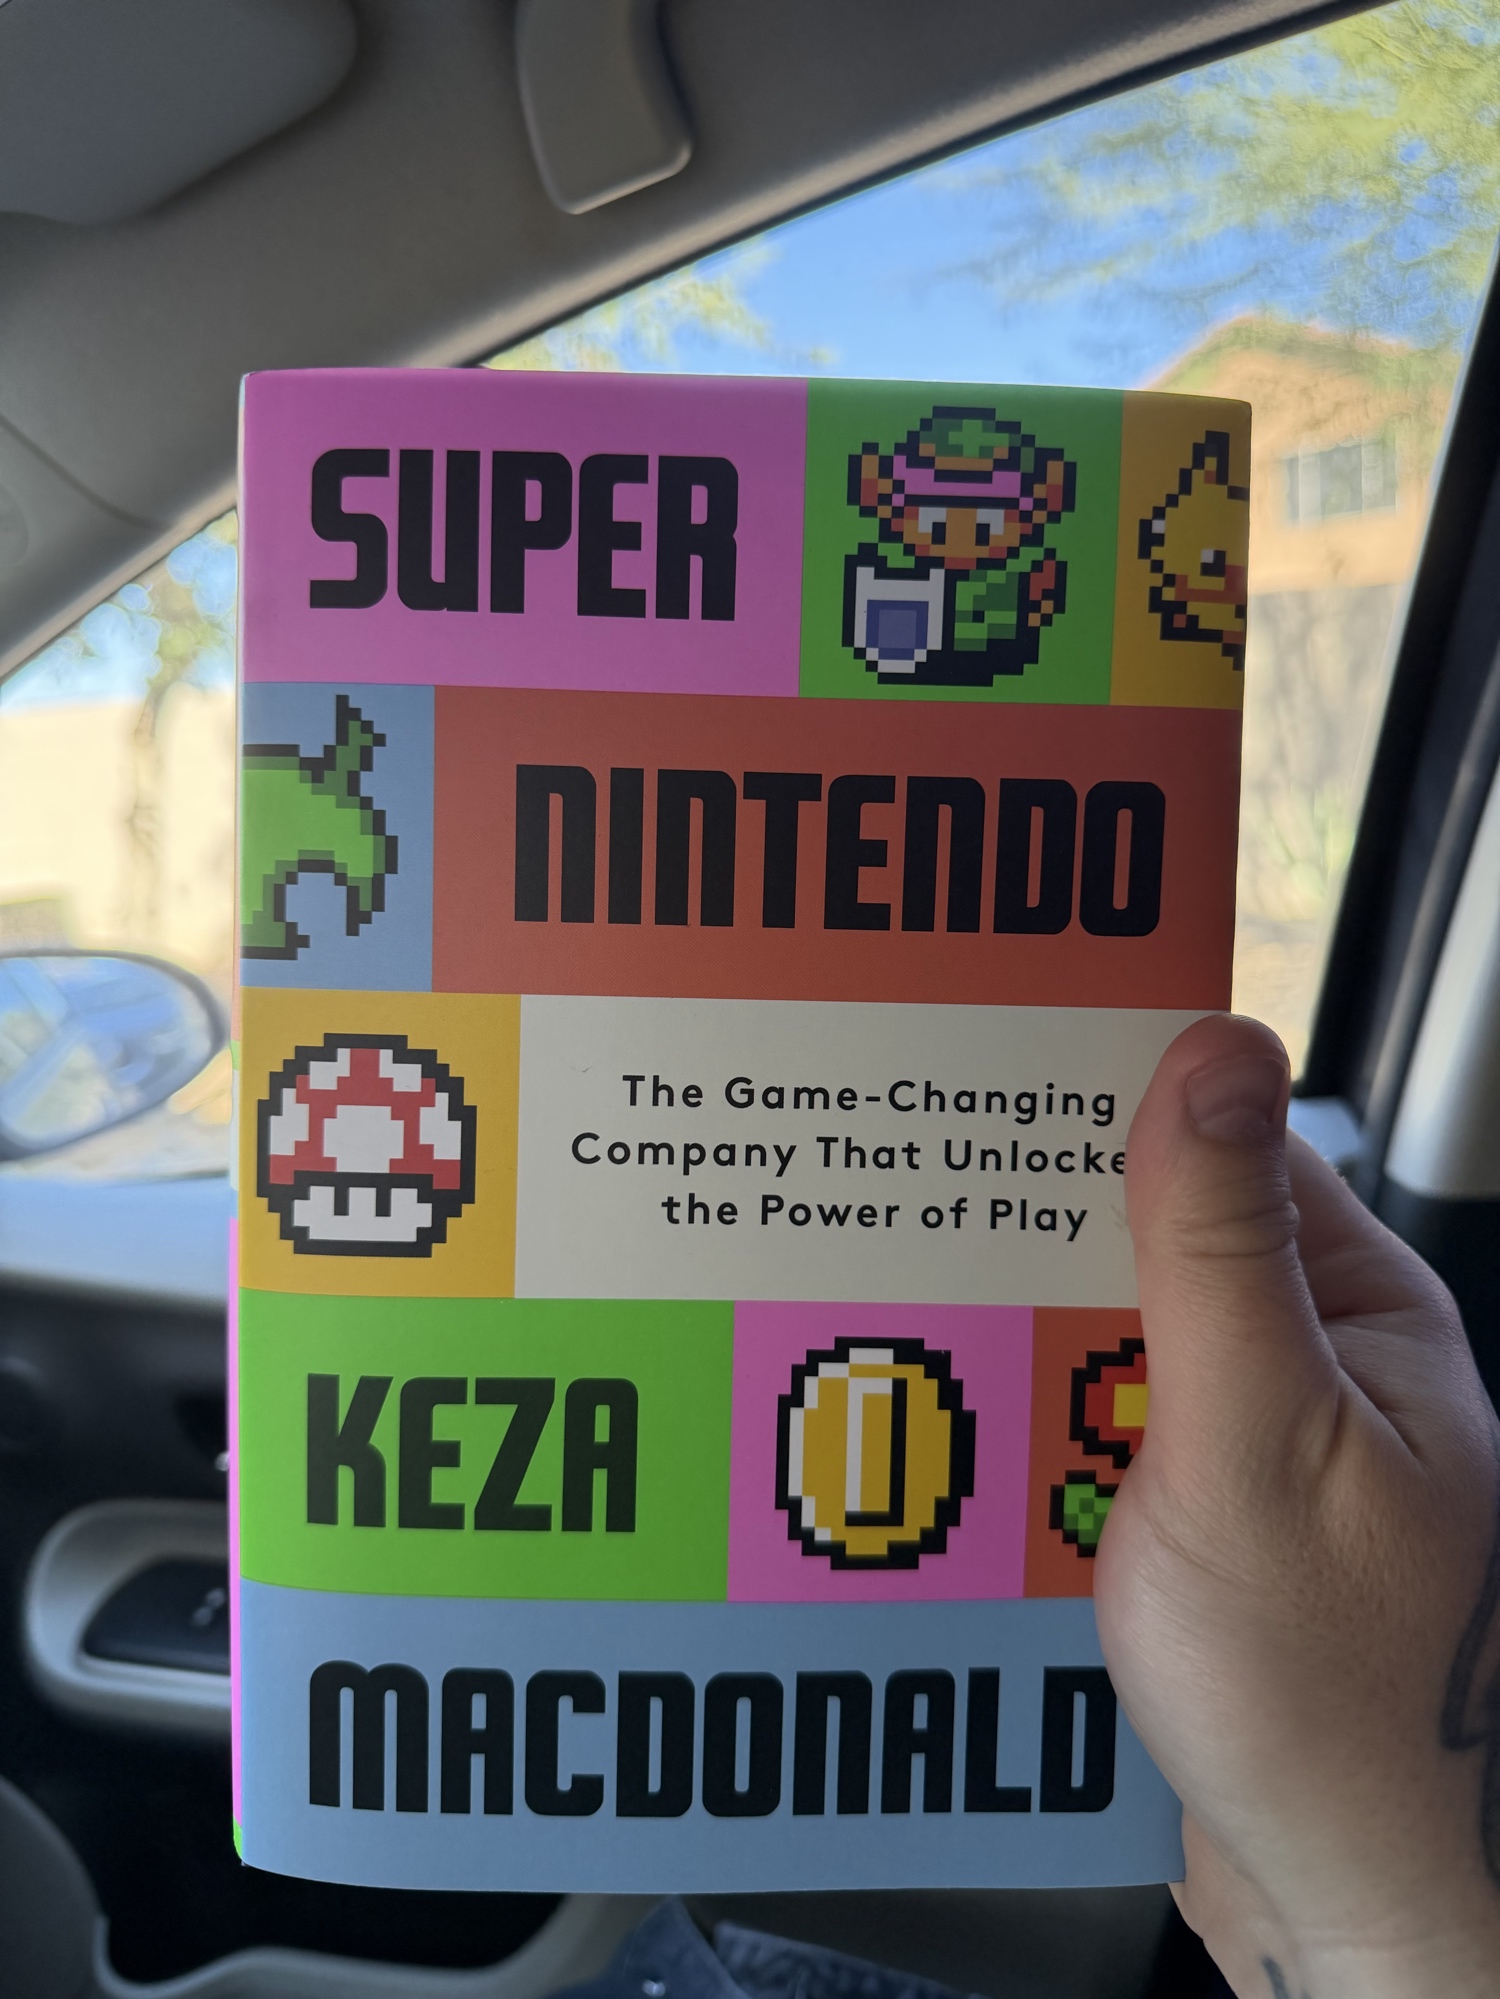 SUPER
NINTENDO
The Game-Changing
Company That Unlocke
the Power of Play
KEZA
MACDONALD